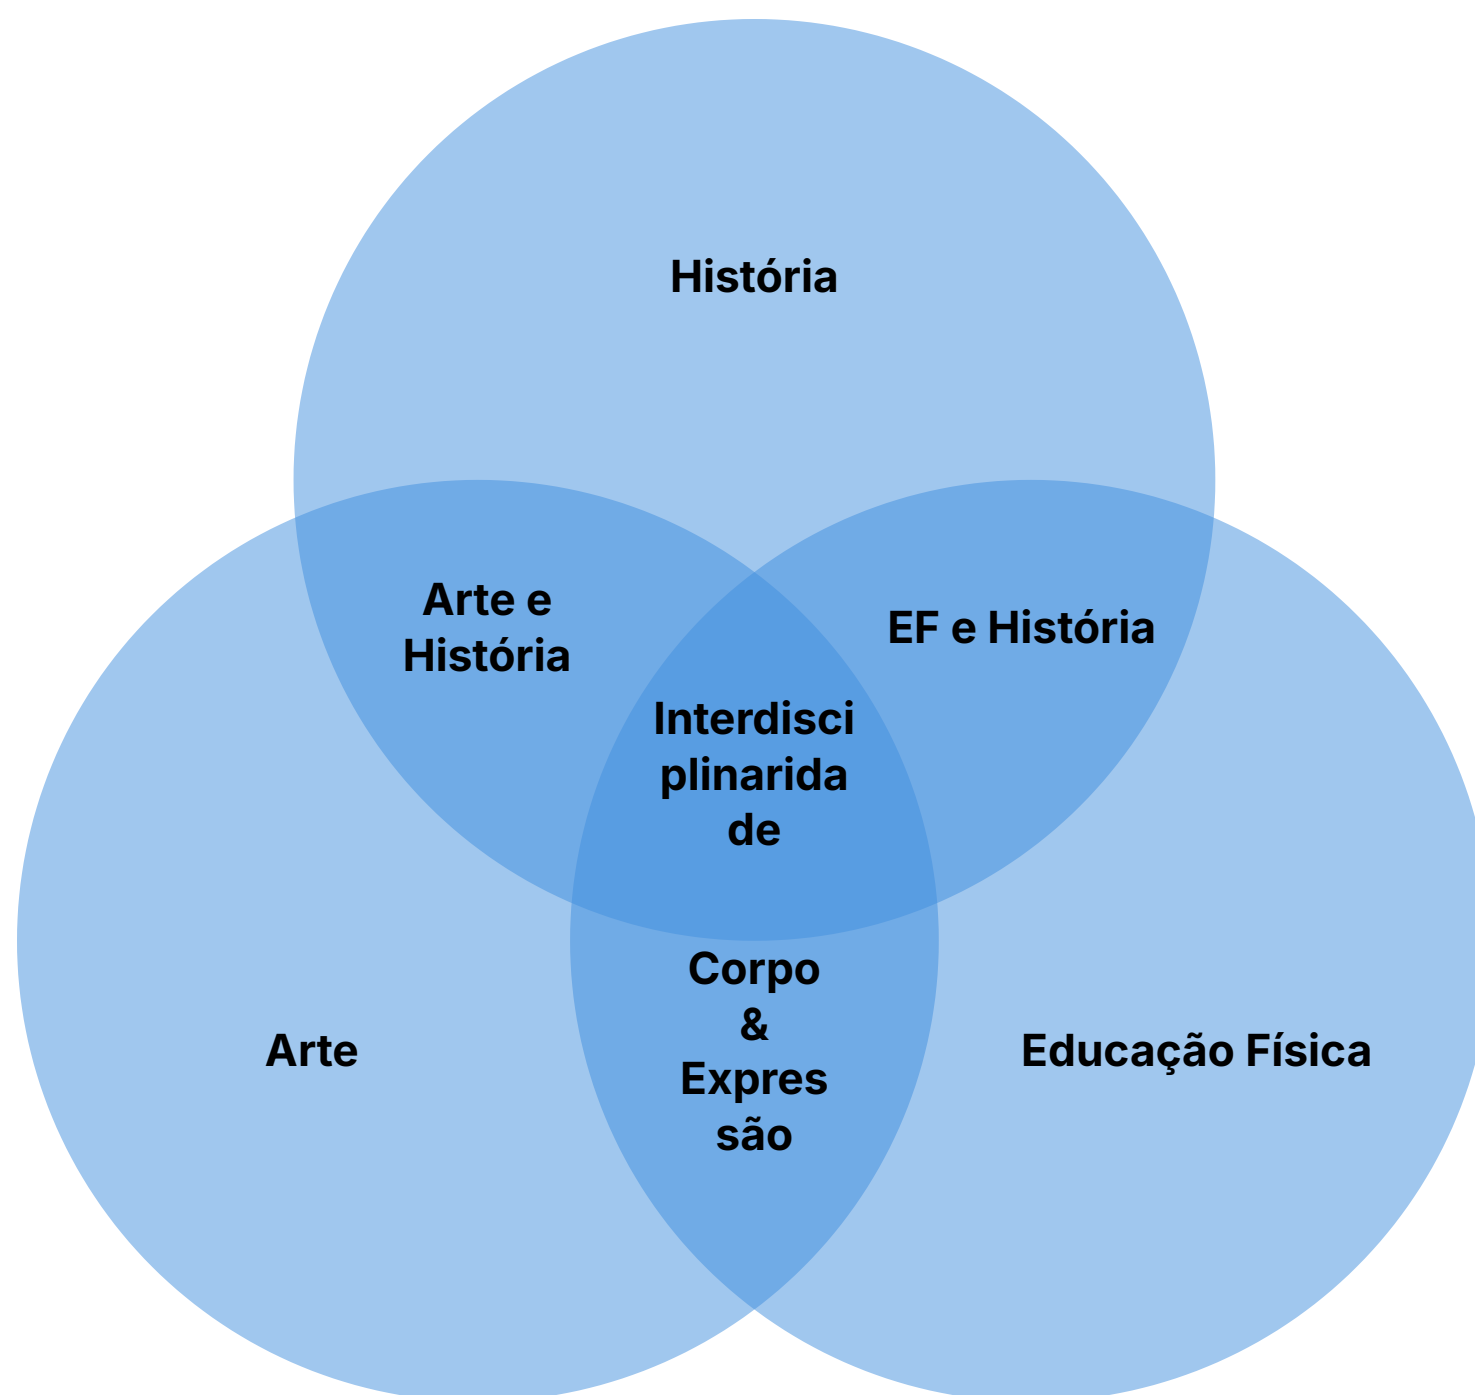 História
Arte e
História
EF e História
Interdisci
plinarida
de
Corpo
&
Expres
são
Arte
Educação Física